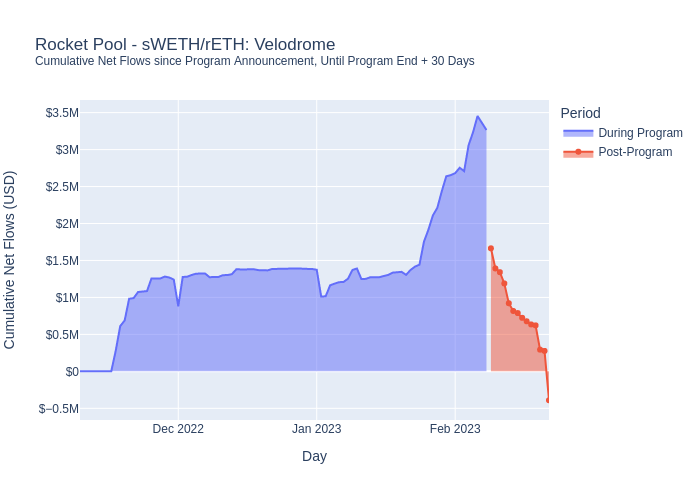 Rocket Pool - sWETH/rETH: Velodrome
Cumulative Net Flows since Program Announcement, Until Program End + 30 Days
Period
During Program
Post-Program
Cumulative Net Flows (USD)
$3.5M
$3M
$2.5M
$2M
$1.5M
$1M
$0.5M
$0
$−0.5M
Dec 2022
Jan 2023
Feb 2023
Day